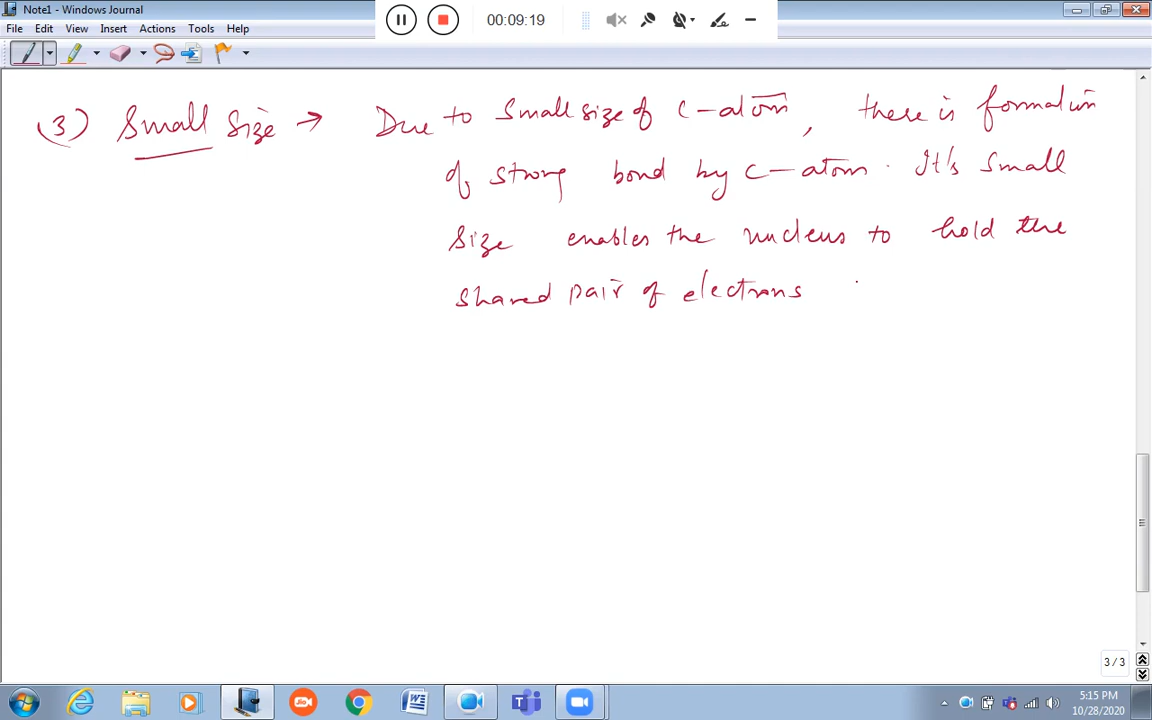 Note1 - Windows Journal
00:09:19
File Edit View Insert Actions Tools Help
(3) Small Size → Due to Small size of C-atom, there is formation
of strong bond by C-atom. It's Small
Size enables the nucleus to hold the
shared pair of electrons
3 / 3
5:15 PM
10/28/2020